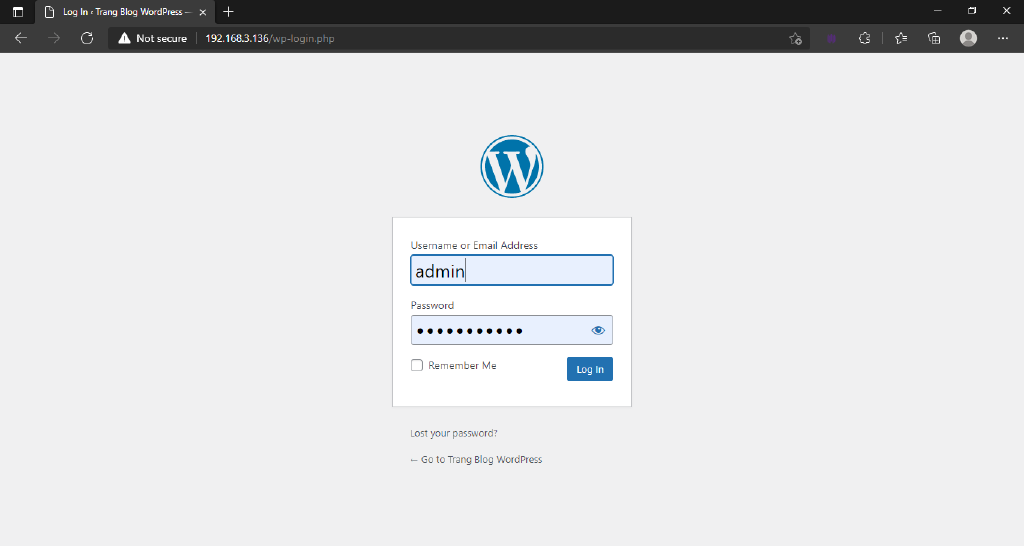 Log In ‹ Trang Blog WordPress —
Not secure
192.168.3.136/wp-login.php
Username or Email Address
admin
Password
Remember Me
Log In
Lost your password?
← Go to Trang Blog WordPress